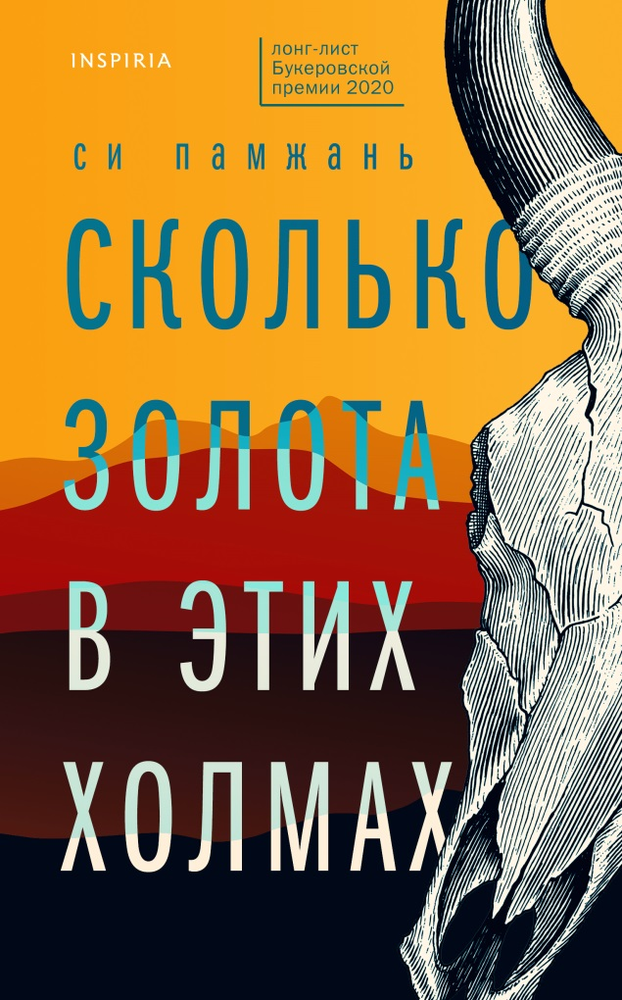 INSPIRIA
лонг-лист
Букеровской
премии 2020
си памжань
СКОЛЬКО
ЗОЛОТА
В ЭТИХ
ХОЛМАХ